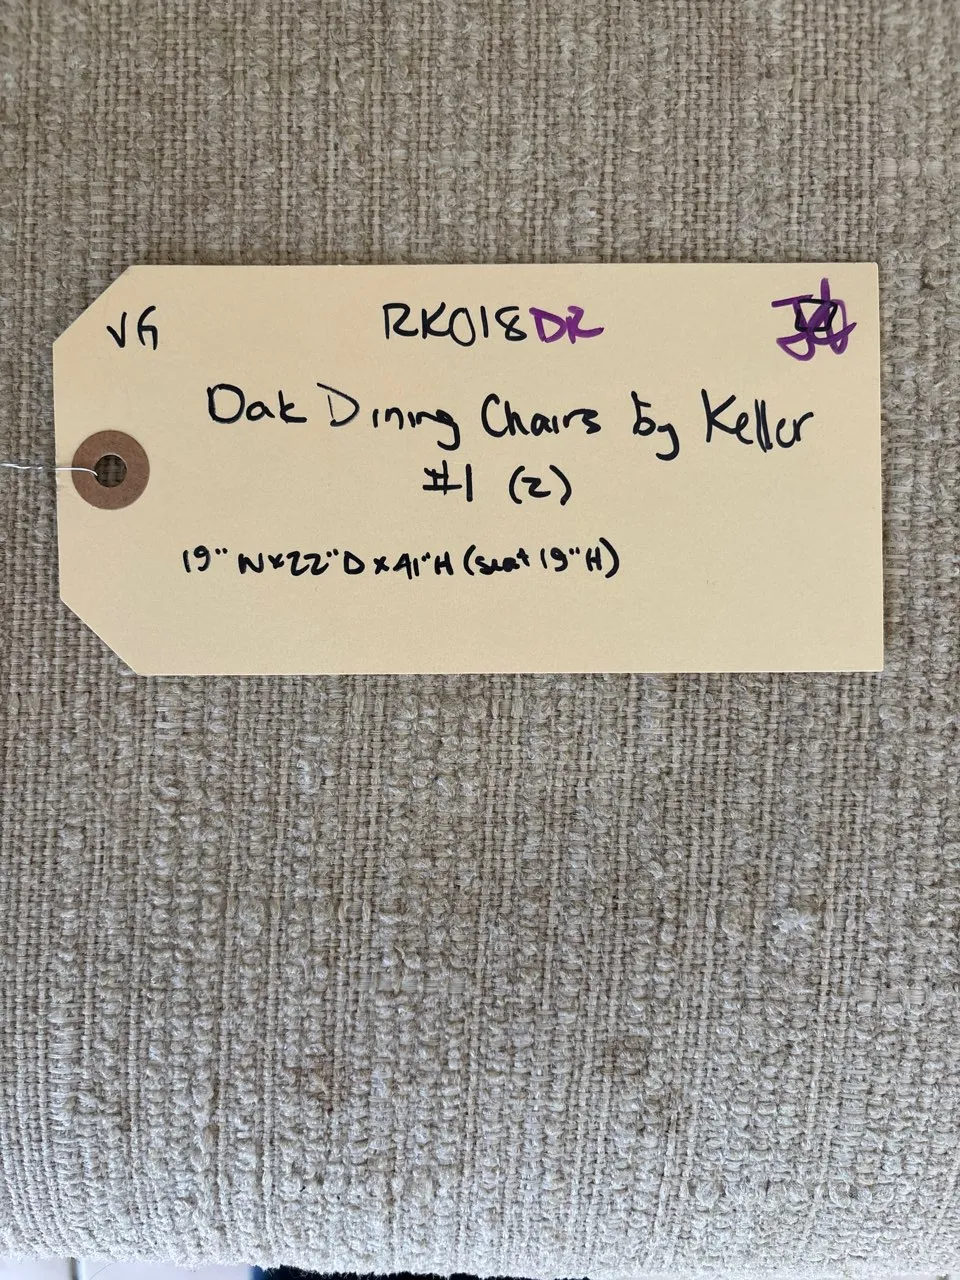 VG RK018DR
Oak Dining Chairs by Keller
#1 (2)
19" W x 22" D x 41" H (seat 19" H)